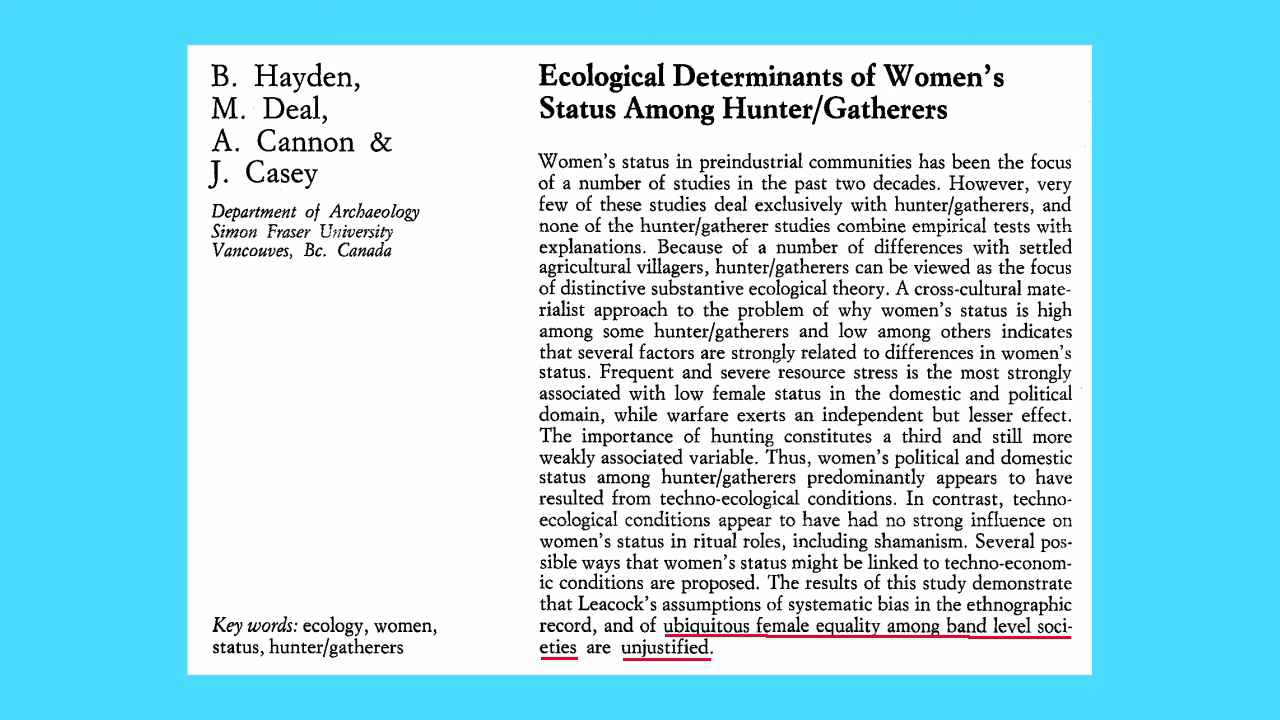 B. Hayden,
M. Deal,
A. Cannon &
J. Casey
Department of Archaeology
Simon Fraser University
Vancouves, Bc. Canada
Key words: ecology, women,
status, hunter/gatherers
Ecological Determinants of Women's
Status Among Hunter/Gatherers
Women's status in preindustrial communities has been the focus
of a number of studies in the past two decades. However, very
few of these studies deal exclusively with hunter/gatherers, and
none of the hunter/gatherer studies combine empirical tests with
explanations. Because of a number of differences with settled
agricultural villagers, hunter/gatherers can be viewed as the focus
of distinctive substantive ecological theory. A cross-cultural mate-
rialist approach to the problem of why women's status is high
among some hunter/gatherers and low among others indicates
that several factors are strongly related to differences in women's
status. Frequent and severe resource stress is the most strongly
associated with low female status in the domestic and political
domain, while warfare exerts an independent but lesser effect.
The importance of hunting constitutes a third and still more
weakly associated variable. Thus, women's political and domestic
status among hunter/gatherers predominantly appears to have
resulted from techno-ecological conditions. In contrast, techno-
ecological conditions appear to have had no strong influence on
women's status in ritual roles, including shamanism. Several pos-
sible ways that women's status might be linked to techno-econom-
ic conditions are proposed. The results of this study demonstrate
that Leacock's assumptions of systematic bias in the ethnographic
record, and of ubiquitous female equality among band level soci-
eties are unjustified.